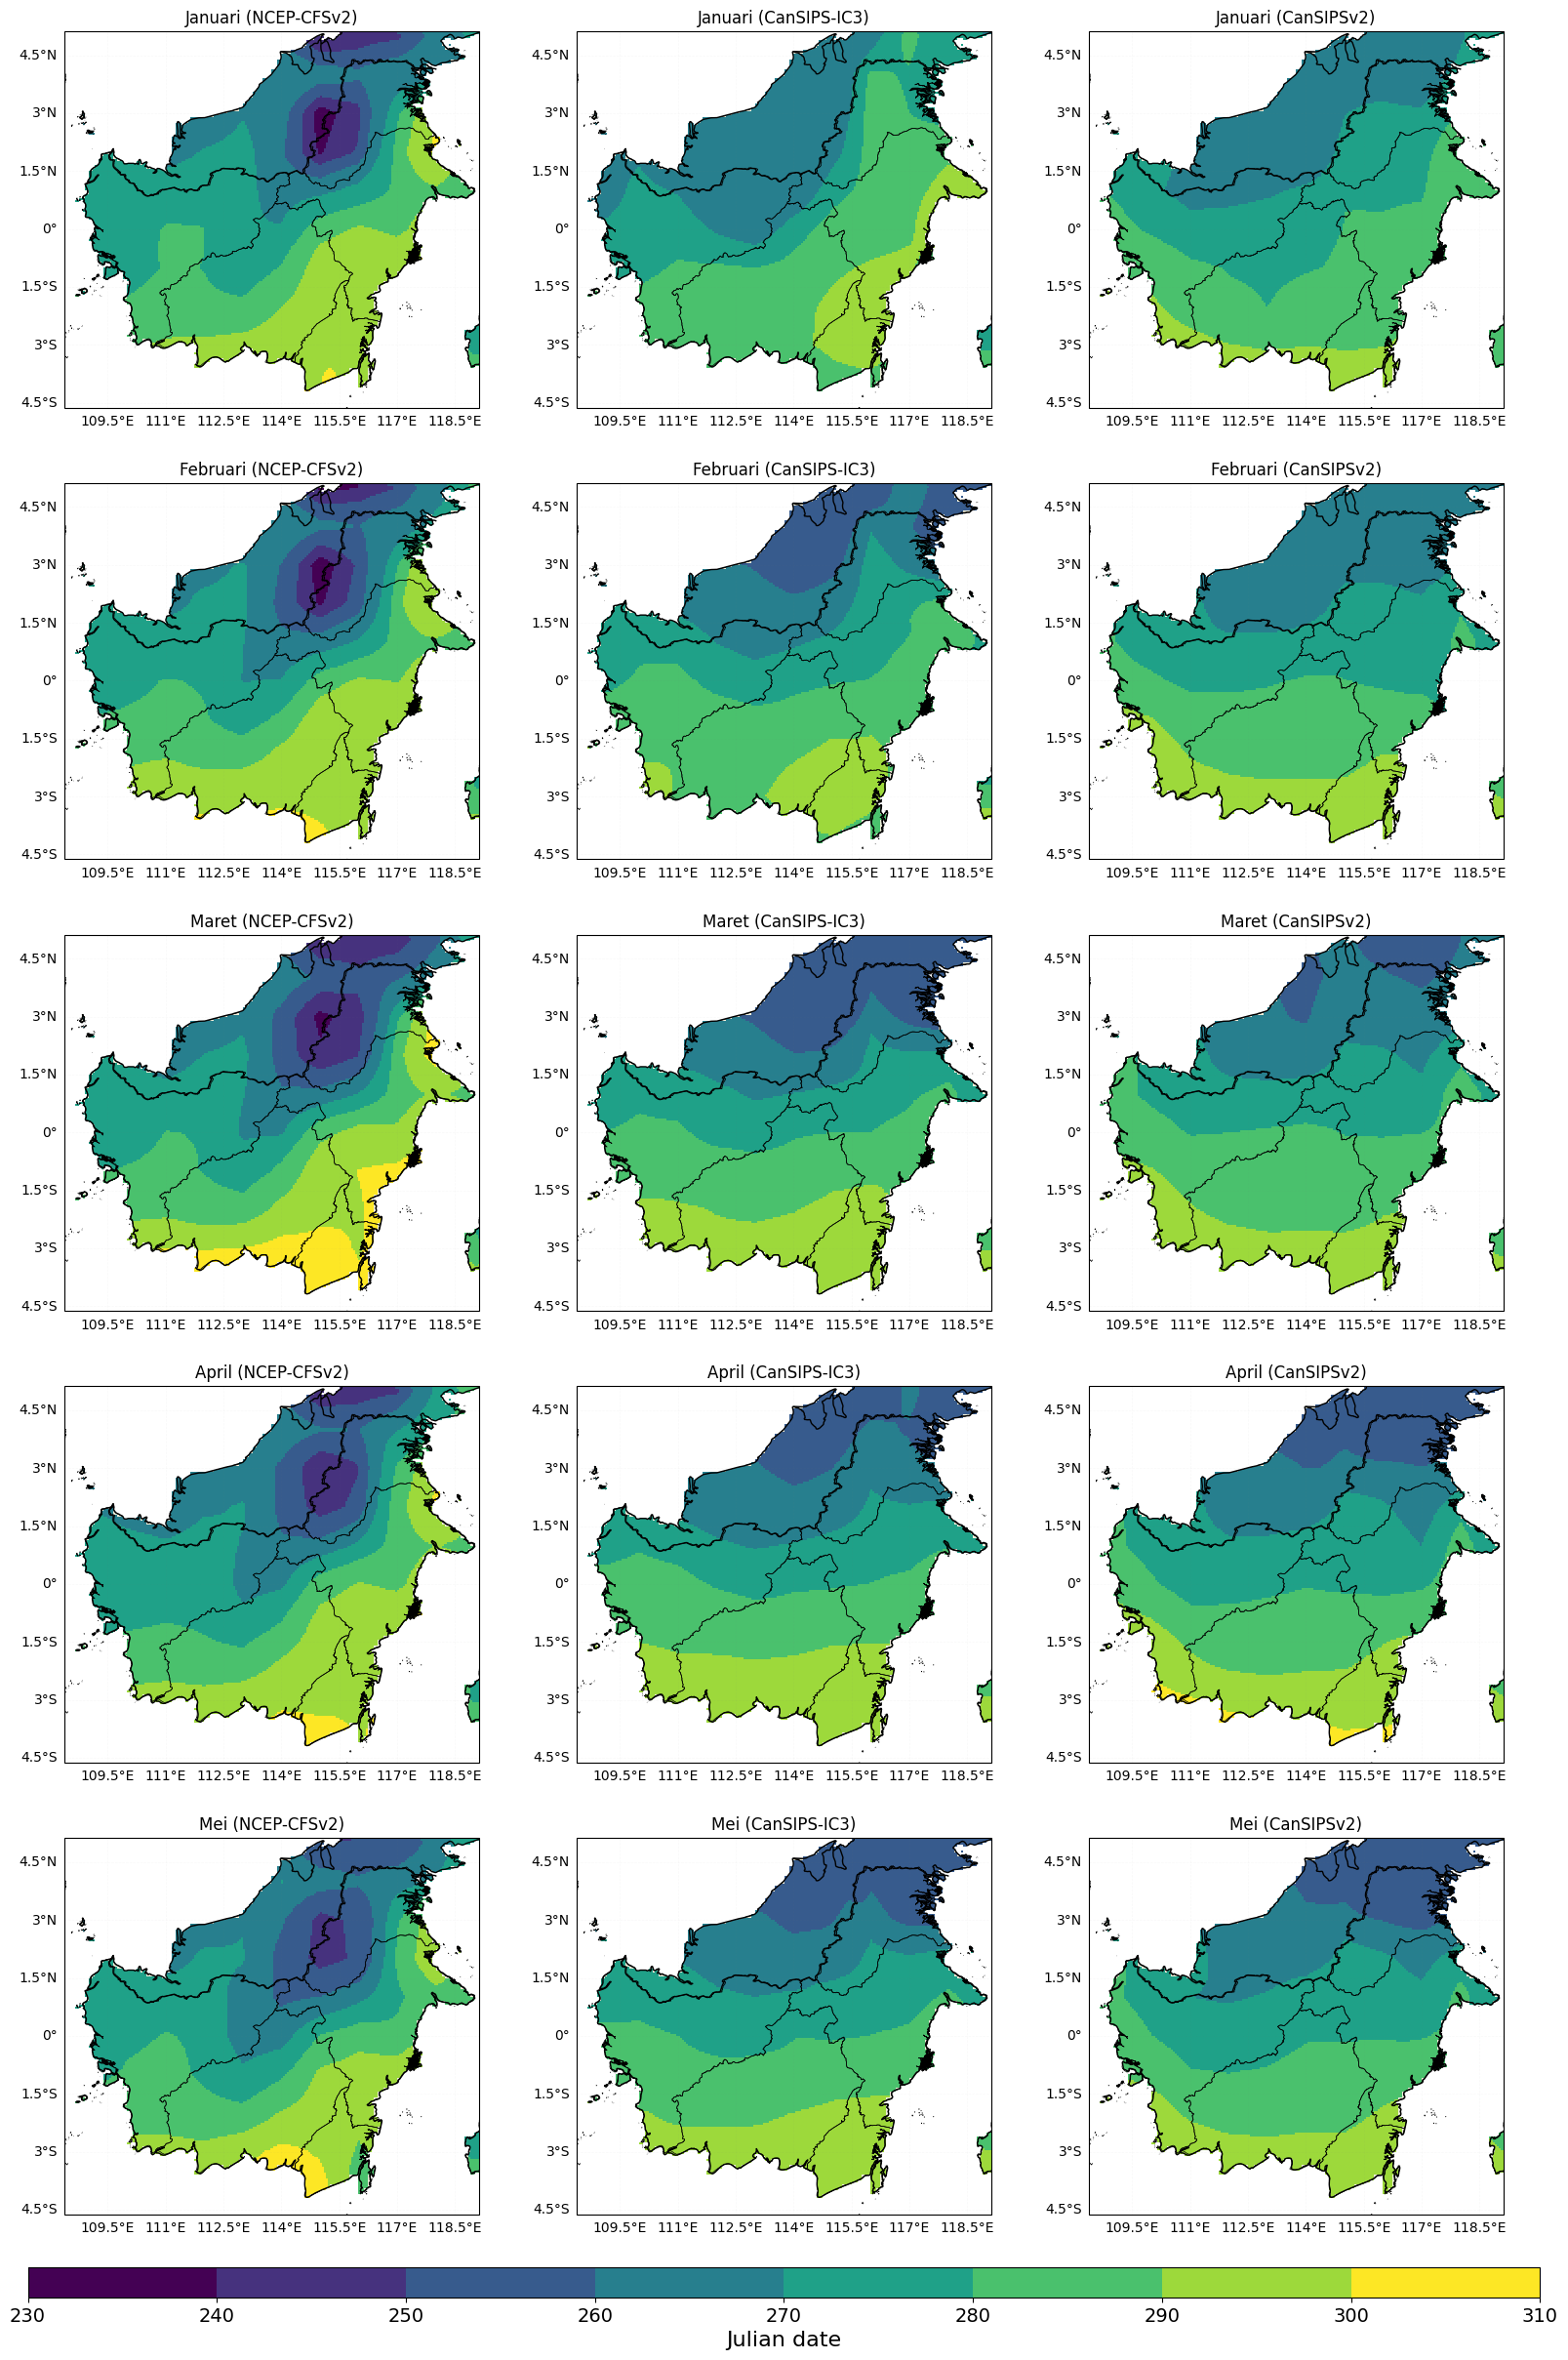 Januari (NCEP-CFSv2) Januari (CanSIPS-IC3) Januari (CanSIPSv2)
4.5°N 4.5°N 4.5°N
3°N 3°N 3°N
1.5°N 1.5°N 1.5°N
0° 0° 0°
1.5°S 1.5°S 1.5°S
3°S 3°S 3°S
4.5°S 4.5°S 4.5°S
109.5°E 111°E 112.5°E 114°E 115.5°E 117°E 118.5°E 109.5°E 111°E 112.5°E 114°E 115.5°E 117°E 118.5°E 109.5°E 111°E 112.5°E 114°E 115.5°E 117°E 118.5°E
Februari (NCEP-CFSv2) Februari (CanSIPS-IC3) Februari (CanSIPSv2)
4.5°N 4.5°N 4.5°N
3°N 3°N 3°N
1.5°N 1.5°N 1.5°N
0° 0° 0°
1.5°S 1.5°S 1.5°S
3°S 3°S 3°S
4.5°S 4.5°S 4.5°S
109.5°E 111°E 112.5°E 114°E 115.5°E 117°E 118.5°E 109.5°E 111°E 112.5°E 114°E 115.5°E 117°E 118.5°E 109.5°E 111°E 112.5°E 114°E 115.5°E 117°E 118.5°E
Maret (NCEP-CFSv2) Maret (CanSIPS-IC3) Maret (CanSIPSv2)
4.5°N 4.5°N 4.5°N
3°N 3°N 3°N
1.5°N 1.5°N 1.5°N
0° 0° 0°
1.5°S 1.5°S 1.5°S
3°S 3°S 3°S
4.5°S 4.5°S 4.5°S
109.5°E 111°E 112.5°E 114°E 115.5°E 117°E 118.5°E 109.5°E 111°E 112.5°E 114°E 115.5°E 117°E 118.5°E 109.5°E 111°E 112.5°E 114°E 115.5°E 117°E 118.5°E
April (NCEP-CFSv2) April (CanSIPS-IC3) April (CanSIPSv2)
4.5°N 4.5°N 4.5°N
3°N 3°N 3°N
1.5°N 1.5°N 1.5°N
0° 0° 0°
1.5°S 1.5°S 1.5°S
3°S 3°S 3°S
4.5°S 4.5°S 4.5°S
109.5°E 111°E 112.5°E 114°E 115.5°E 117°E 118.5°E 109.5°E 111°E 112.5°E 114°E 115.5°E 117°E 118.5°E 109.5°E 111°E 112.5°E 114°E 115.5°E 117°E 118.5°E
Mei (NCEP-CFSv2) Mei (CanSIPS-IC3) Mei (CanSIPSv2)
4.5°N 4.5°N 4.5°N
3°N 3°N 3°N
1.5°N 1.5°N 1.5°N
0° 0° 0°
1.5°S 1.5°S 1.5°S
3°S 3°S 3°S
4.5°S 4.5°S 4.5°S
109.5°E 111°E 112.5°E 114°E 115.5°E 117°E 118.5°E 109.5°E 111°E 112.5°E 114°E 115.5°E 117°E 118.5°E 109.5°E 111°E 112.5°E 114°E 115.5°E 117°E 118.5°E
230 240 250 260 270 280 290 300 310
Julian date